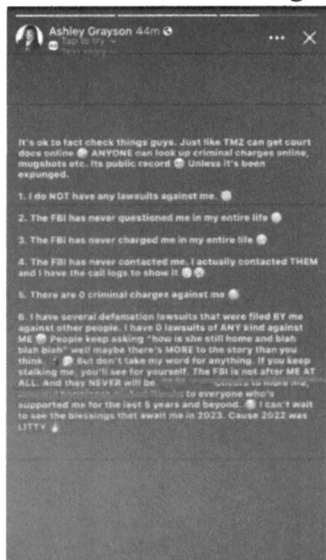 Ashley Grayson 44m
Tap to try
It's ok to fact check things guys. Just like TMZ can get court
docs online 😂 ANYONE can look up criminal charges online,
mugshots etc. Its public record Unless it's been
expunged.
1. I do NOT have any lawsuits against me.
2. The FBI has never questioned me in my entire life
3. The FBI has never charged me in my entire life
4. The FBI has never contacted me. I actually contacted THEM
and I have the call logs to show it
5. There are 0 criminal charges against me
6. I have several defamation lawsuits that were filed BY me
against other people. I have 0 lawsuits of ANY kind against
ME People keep asking "how is she still home and blah
blah blah" well maybe there's MORE to the story than you
think But don't take my word for anything. If you keep
stalking me, you'll see for yourself. The FBI is not after ME AT
ALL. And they NEVER will be. Cheers to more
to everyone who's
supported me for the last 5 years and beyond. I can't wait
to see the blessings that await me in 2023. Cause 2022 was
LITTY